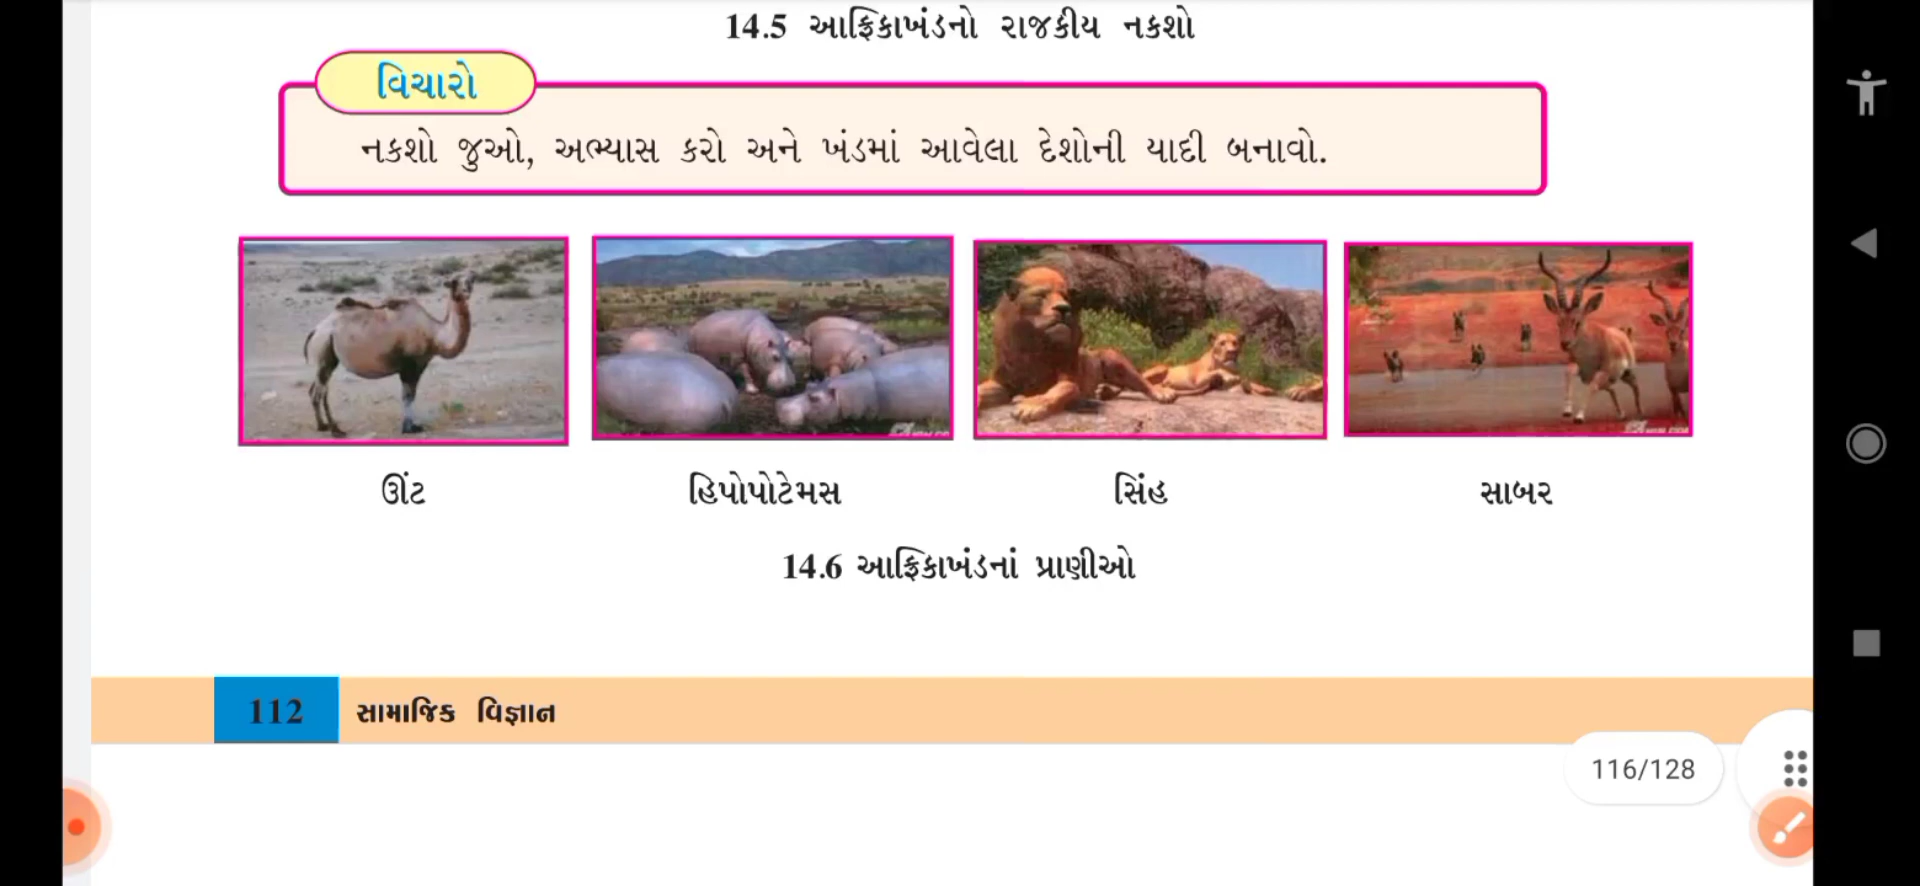 14.5 આફ્રિકાખંડનો રાજકીય નકશો
વિચારો
નકશો જુઓ, અભ્યાસ કરો અને ખંડમાં આવેલા દેશોની યાદી બનાવો.
ઊંટ હિપોપોટેમસ સિંહ સાબર
14.6 આફ્રિકાખંડનાં પ્રાણીઓ
112 સામાજિક વિજ્ઞાન
116/128